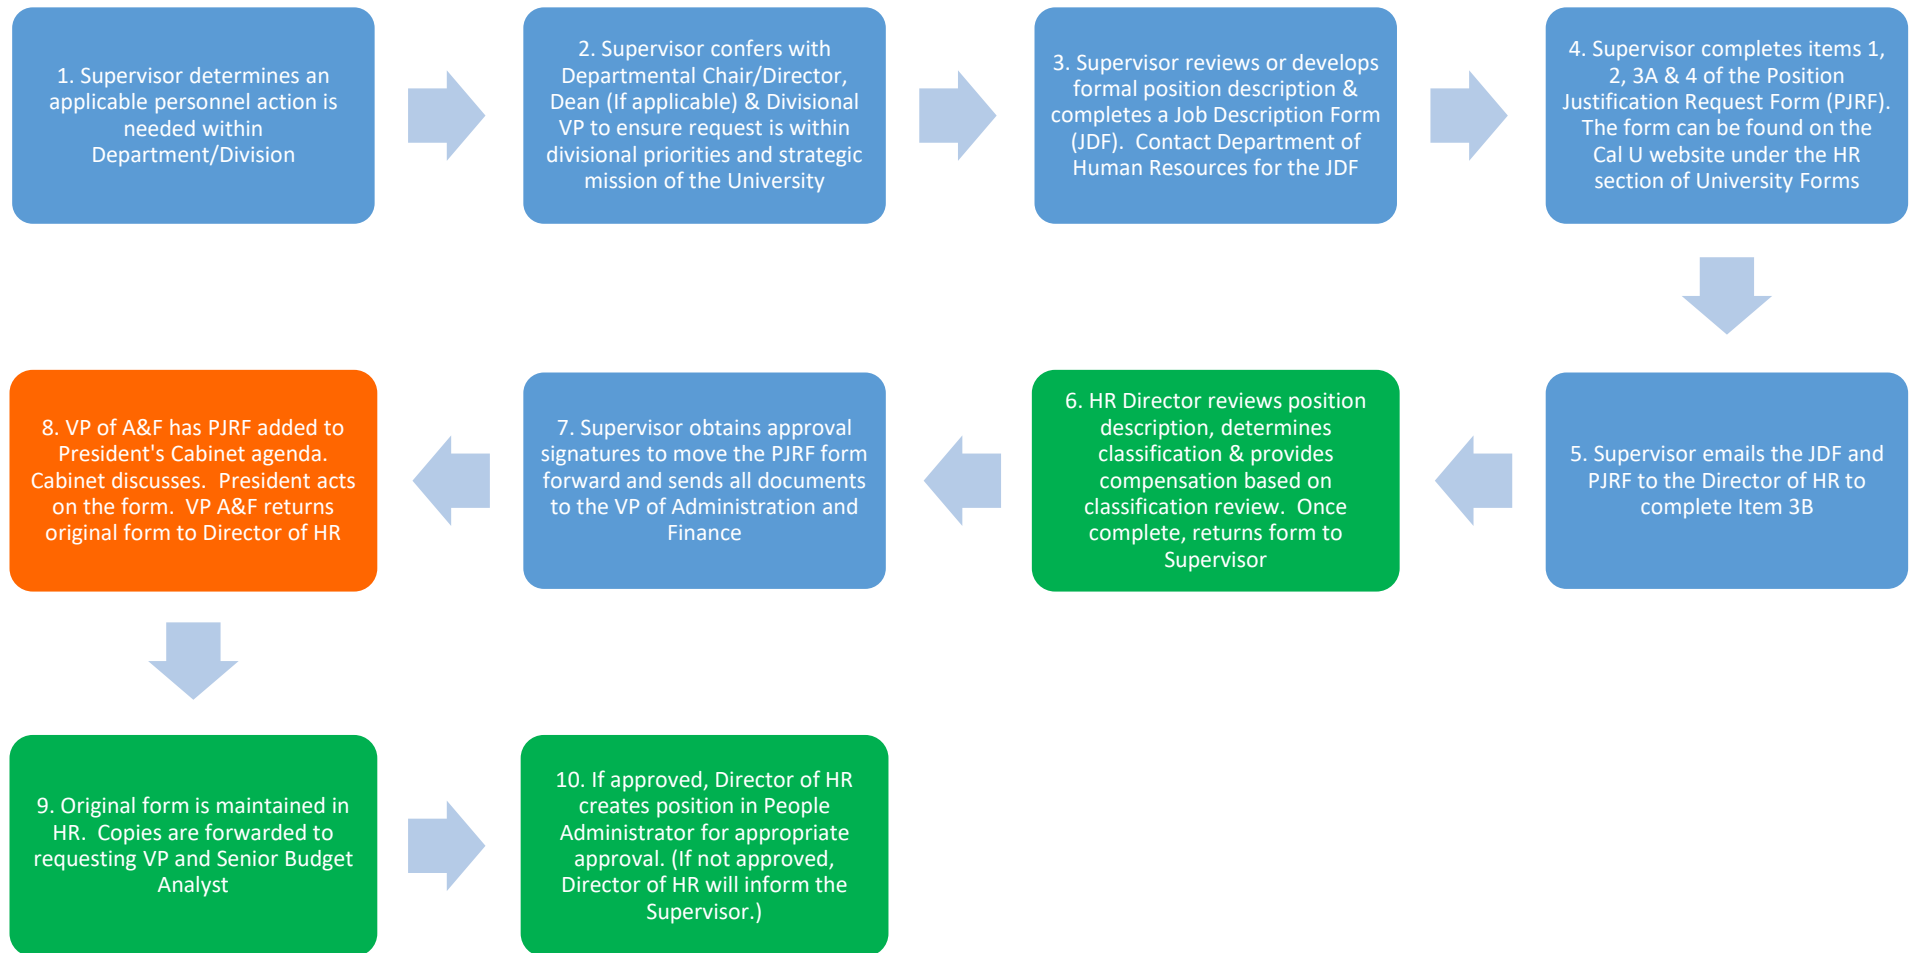 1. Supervisor determines an
applicable personnel action is
needed within
Department/Division
2. Supervisor confers with
Departmental Chair/Director,
Dean (If applicable) & Divisional
VP to ensure request is within
divisional priorities and strategic
mission of the University
3. Supervisor reviews or develops
formal position description &
completes a Job Description Form
(JDF).  Contact Department of
Human Resources for the JDF
4. Supervisor completes items 1,
2, 3A & 4 of the Position
Justification Request Form (PJRF).
The form can be found on the
Cal U website under the HR
section of University Forms
5. Supervisor emails the JDF and
PJRF to the Director of HR to
complete Item 3B
6. HR Director reviews position
description, determines
classification & provides
compensation based on
classification review.  Once
complete, returns form to
Supervisor
7. Supervisor obtains approval
signatures to move the PJRF form
forward and sends all documents
to the VP of Administration and
Finance
8. VP of A&F has PJRF added to
President's Cabinet agenda.
Cabinet discusses.  President acts
on the form.  VP A&F returns
original form to Director of HR
9. Original form is maintained in
HR.  Copies are forwarded to
requesting VP and Senior Budget
Analyst
10. If approved, Director of HR
creates position in People
Administrator for appropriate
approval. (If not approved,
Director of HR will inform the
Supervisor.)